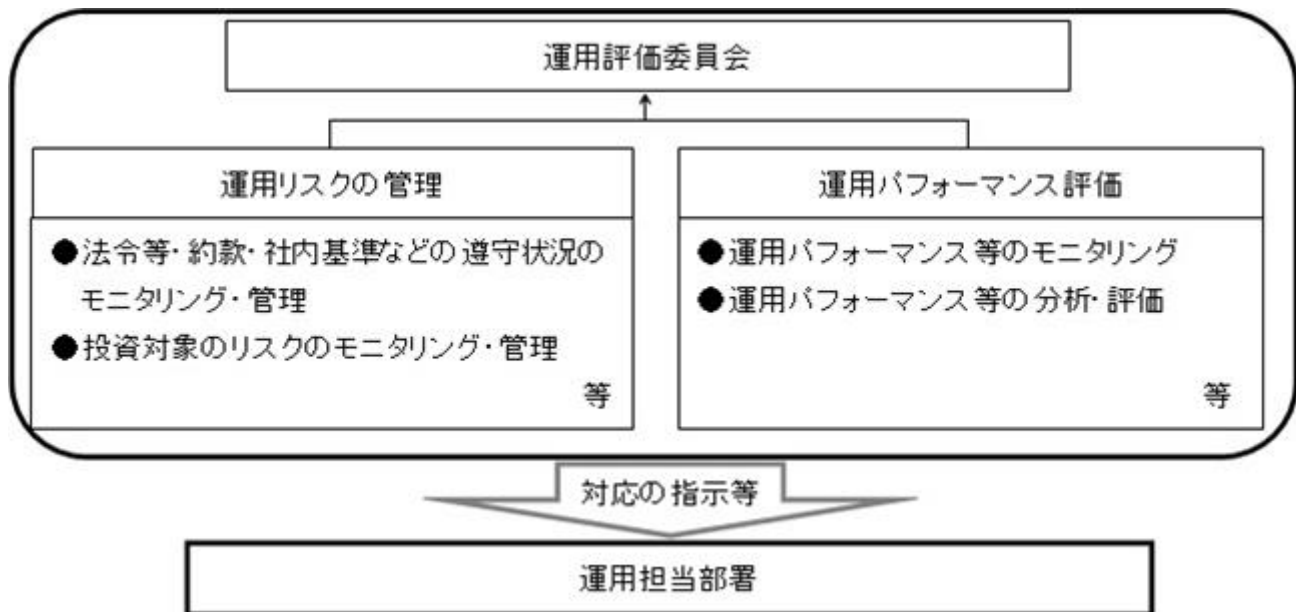 運用評価委員会
運用リスクの管理
●法令等・約款・社内基準などの遵守状況の
モニタリング・管理
●投資対象のリスクのモニタリング・管理
等
運用パフォーマンス評価
●運用パフォーマンス等のモニタリング
●運用パフォーマンス等の分析・評価
等
対応の指示等
運用担当部署